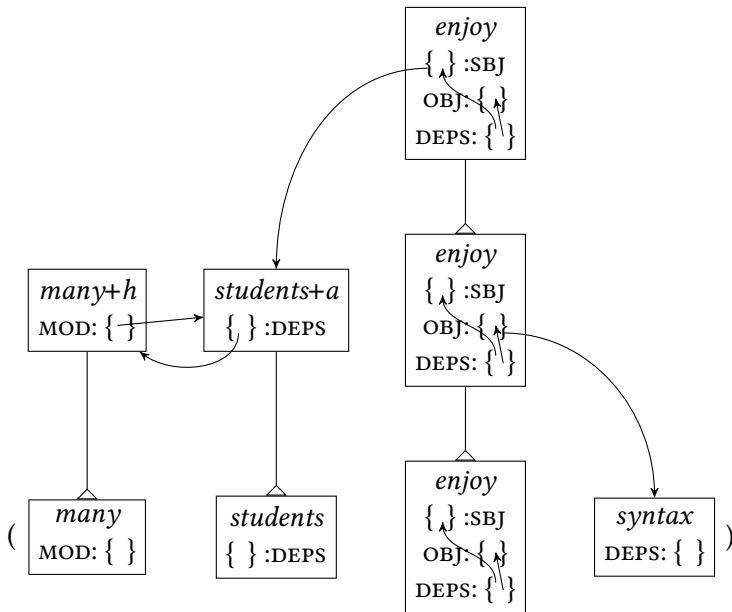 enjoy
{ } :SBJ
OBJ: { }
DEPS: { }
enjoy
{ } :SBJ
OBJ: { }
DEPS: { }
many+h
MOD: { }
students+a
{ } :DEPS
enjoy
{ } :SBJ
OBJ: { }
DEPS: { }
(
many
MOD: { }
students
{ } :DEPS
syntax
DEPS: { }
)